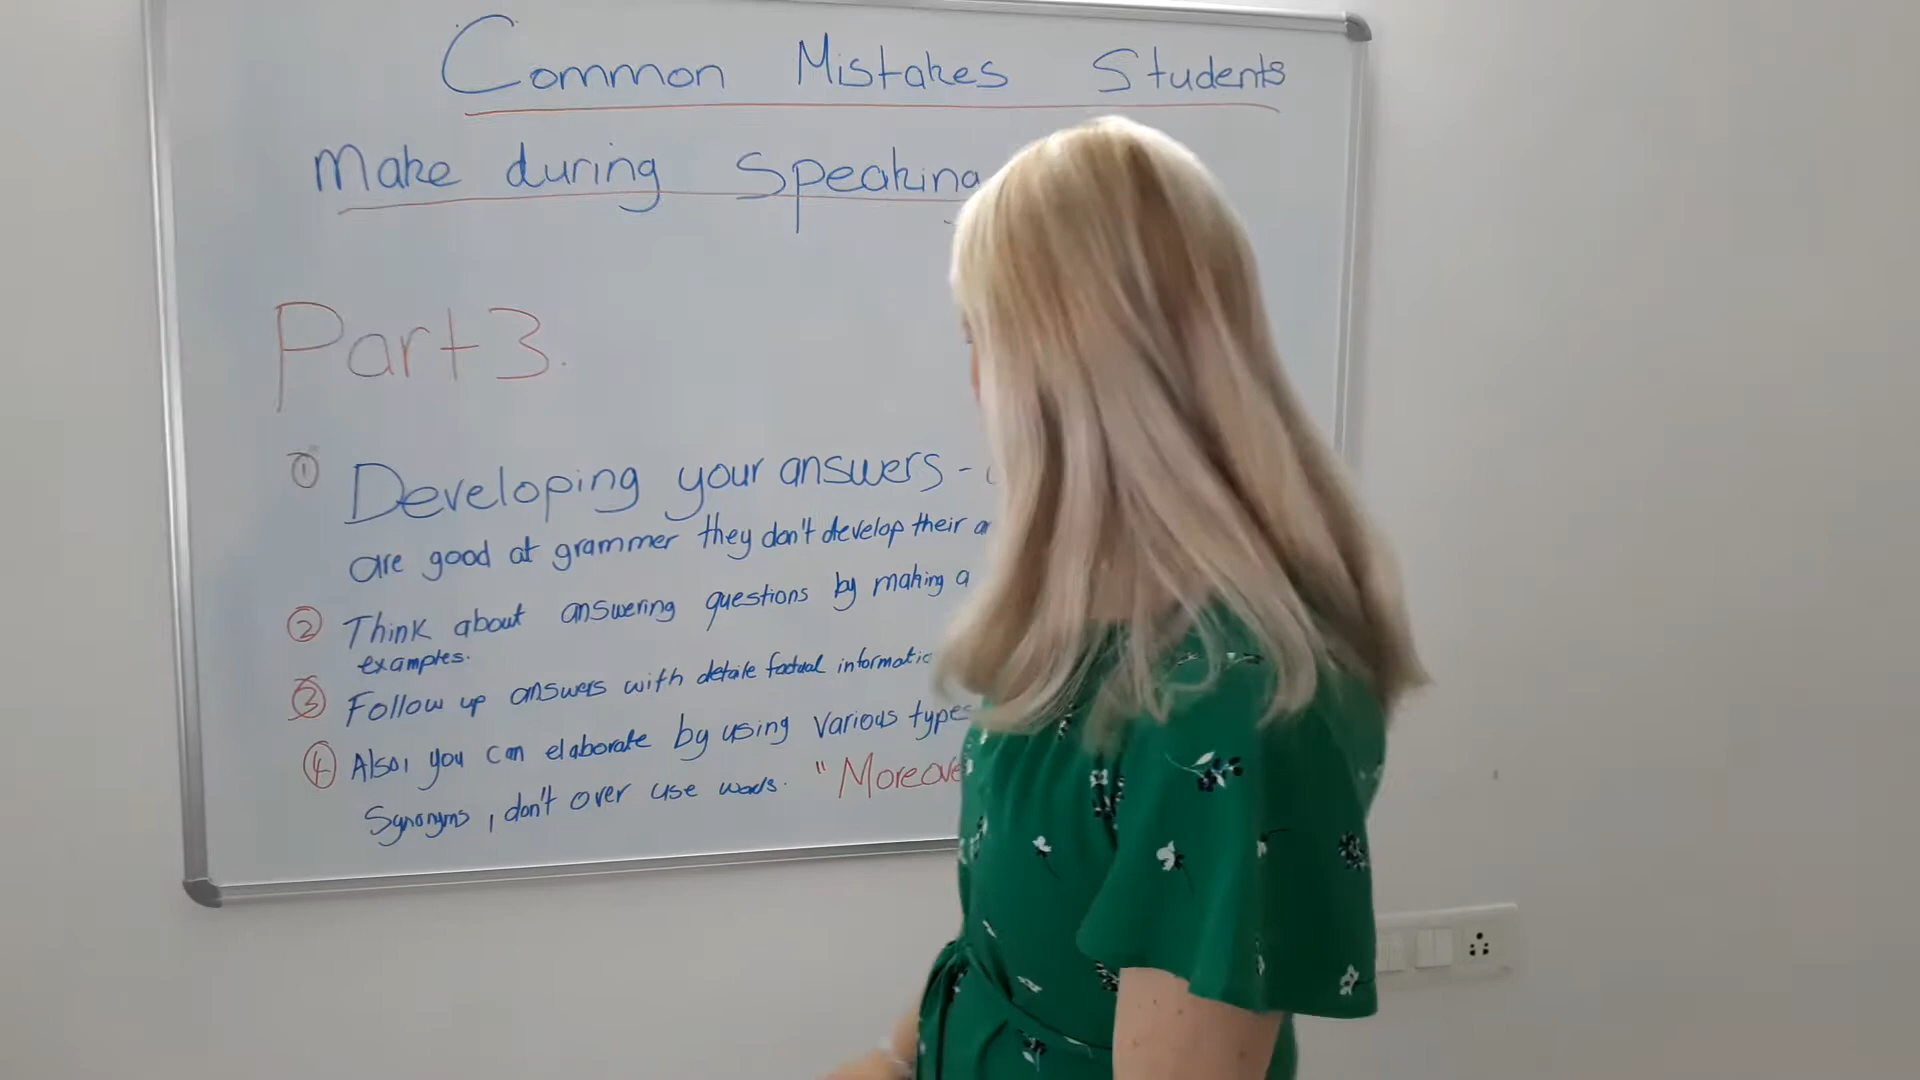 Common Mistakes Students
Make during Speaking
Part 3.
① Developing your answers -
are good at grammer they don't develop their
② Think about answering questions by making a
examples.
③ Follow up answers with detaile factual
④ Also, you can elaborate by using various types
Synonyms, don't over use words. "